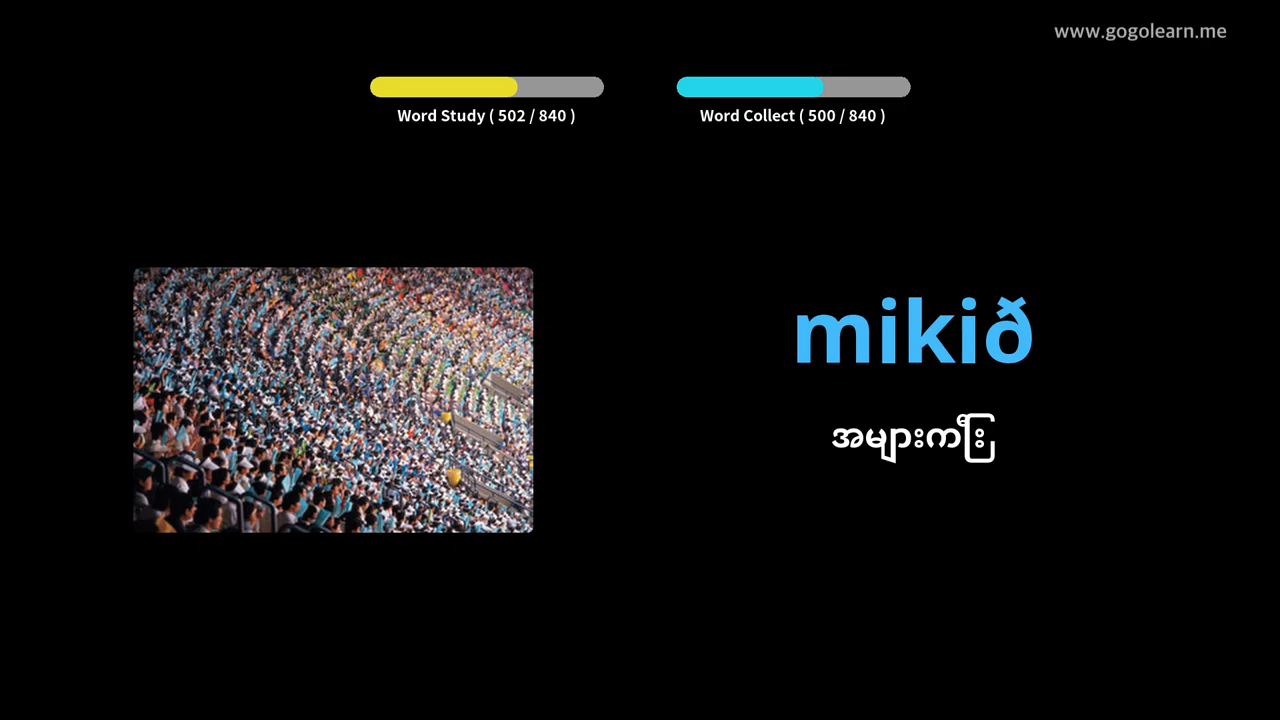 www.gogolearn.me
Word Study ( 502 / 840 )
Word Collect ( 500 / 840 )
mikið
အများကြီး